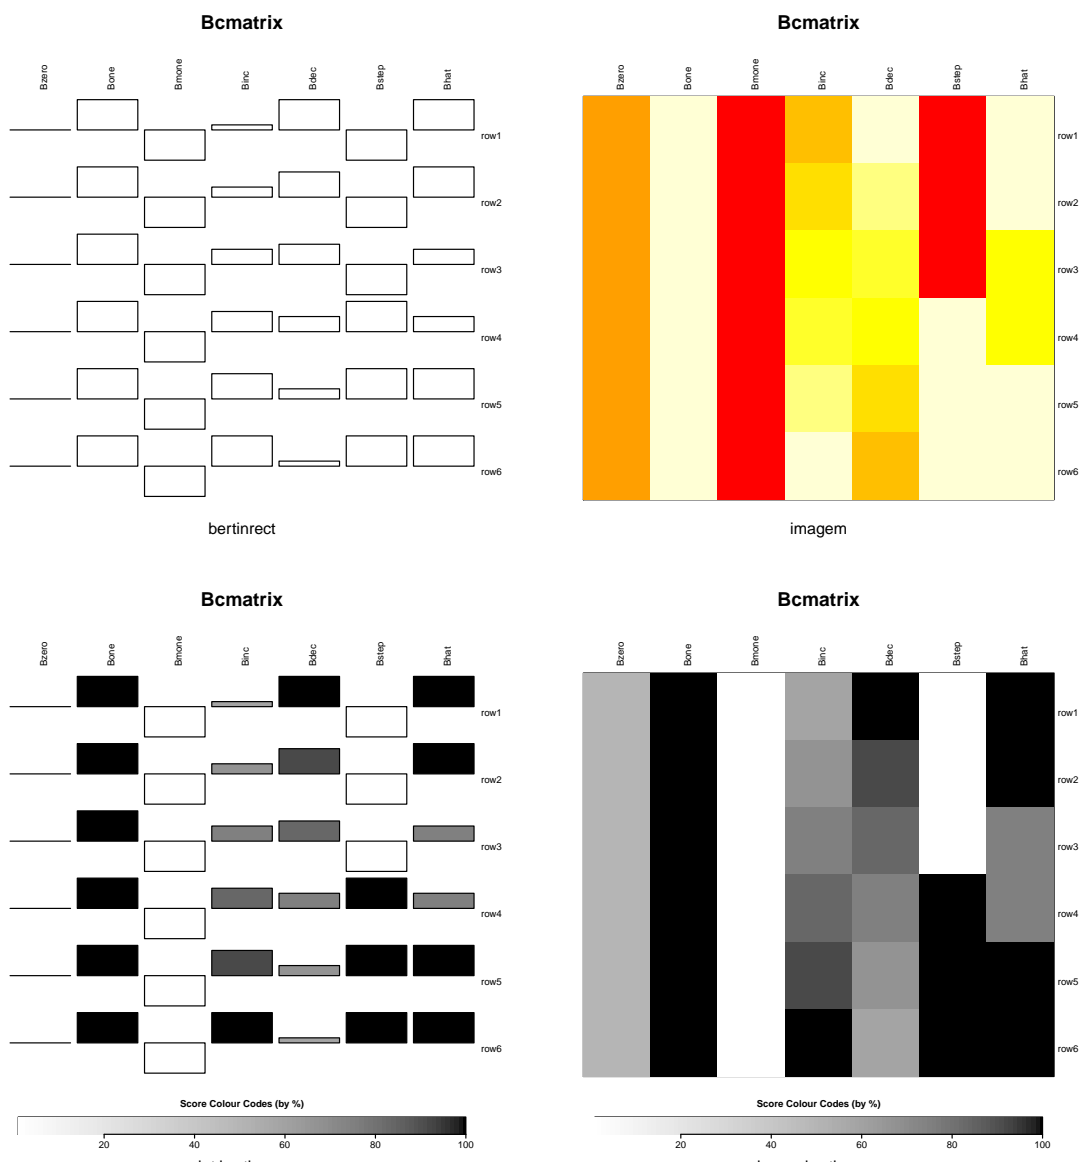 Bcmatrix
Bzero Bone Bmone Binc Bdec Bstep Bhat
row1
row2
row3
row4
row5
row6
bertinrect
Bcmatrix
Bzero Bone Bmone Binc Bdec Bstep Bhat
row1
row2
row3
row4
row5
row6
imagem
Bcmatrix
Bzero Bone Bmone Binc Bdec Bstep Bhat
row1
row2
row3
row4
row5
row6
Score Colour Codes (by %)
20 40 60 80 100
Bcmatrix
Bzero Bone Bmone Binc Bdec Bstep Bhat
row1
row2
row3
row4
row5
row6
Score Colour Codes (by %)
20 40 60 80 100